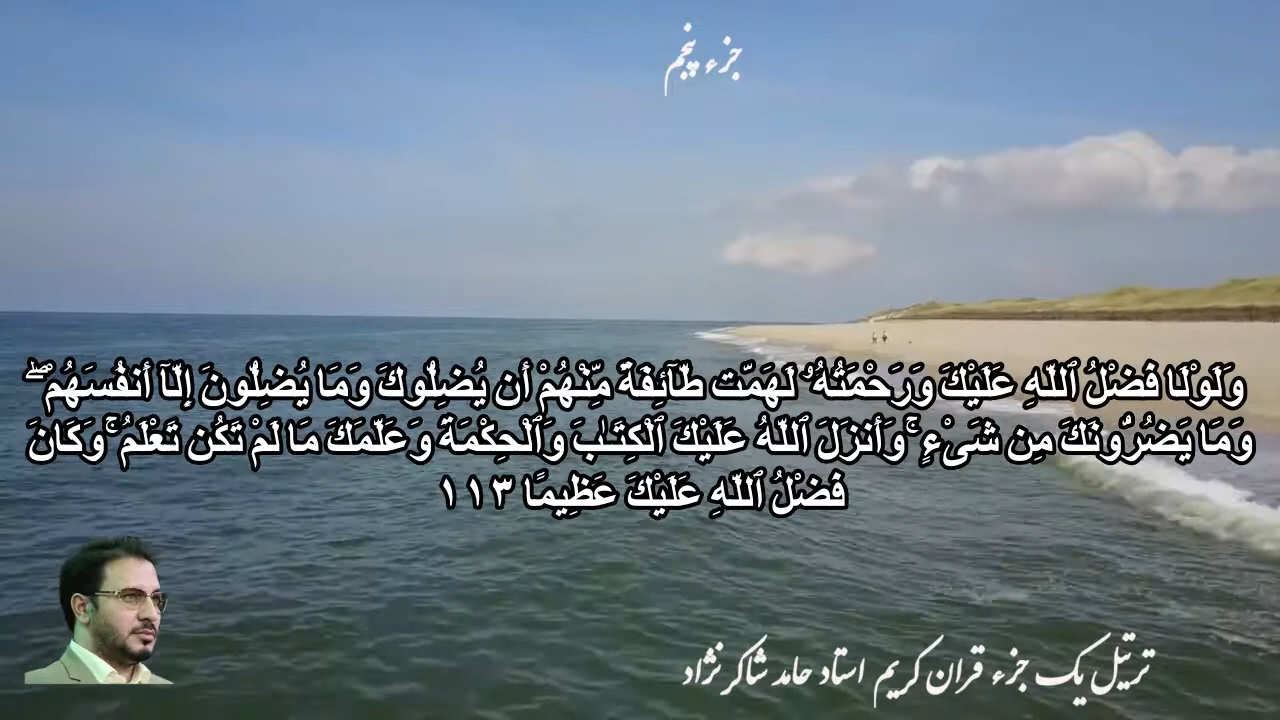 جزء پنجم
وَلَوْلَا فَضْلُ ٱللَّهِ عَلَيْكَ وَرَحْمَتُهُۥ لَهَمَّت طَّآئِفَةٌ مِّنْهُمْ أَن يُضِلُّوكَ وَمَا يُضِلُّونَ إِلَّآ أَنفُسَهُمْ ۖ
وَمَا يَضُرُّونَكَ مِن شَىْءٍ ۚ وَأَنزَلَ ٱللَّهُ عَلَيْكَ ٱلْكِتَـٰبَ وَٱلْحِكْمَةَ وَعَلَّمَكَ مَا لَمْ تَكُن تَعْلَمُ ۚ وَكَانَ
فَضْلُ ٱللَّهِ عَلَيْكَ عَظِيمًا ١١٣
ترتیل یک جزء قران کریم استاد حامد شاکرنژاد